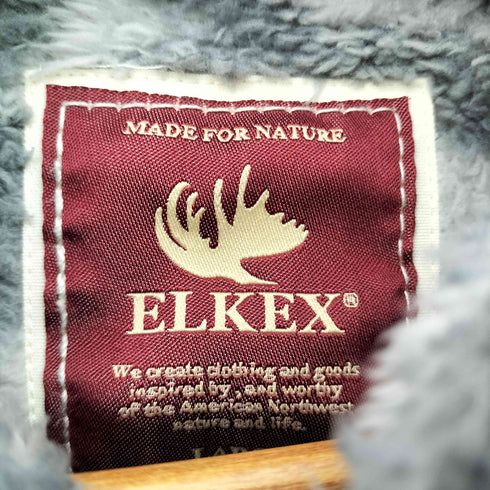 MADE FOR NATURE
ELKEX®
We create clothing and goods
inspired by, and worthy
of the American Northwest
nature and life.